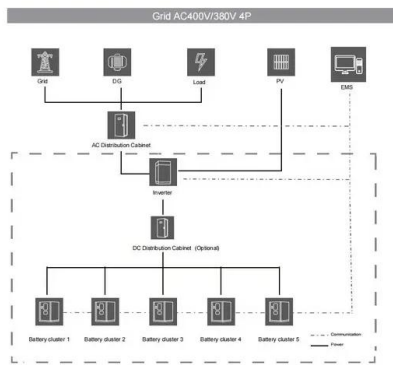 Grid AC400V/380V 4P
Grid
DG
Load
PV
EMS
AC Distribution Cabinet
Inverter
DC Distribution Cabinet (Optional)
Battery cluster 1
Battery cluster 2
Battery cluster 3
Battery cluster 4
Battery cluster 5
Communication
Power